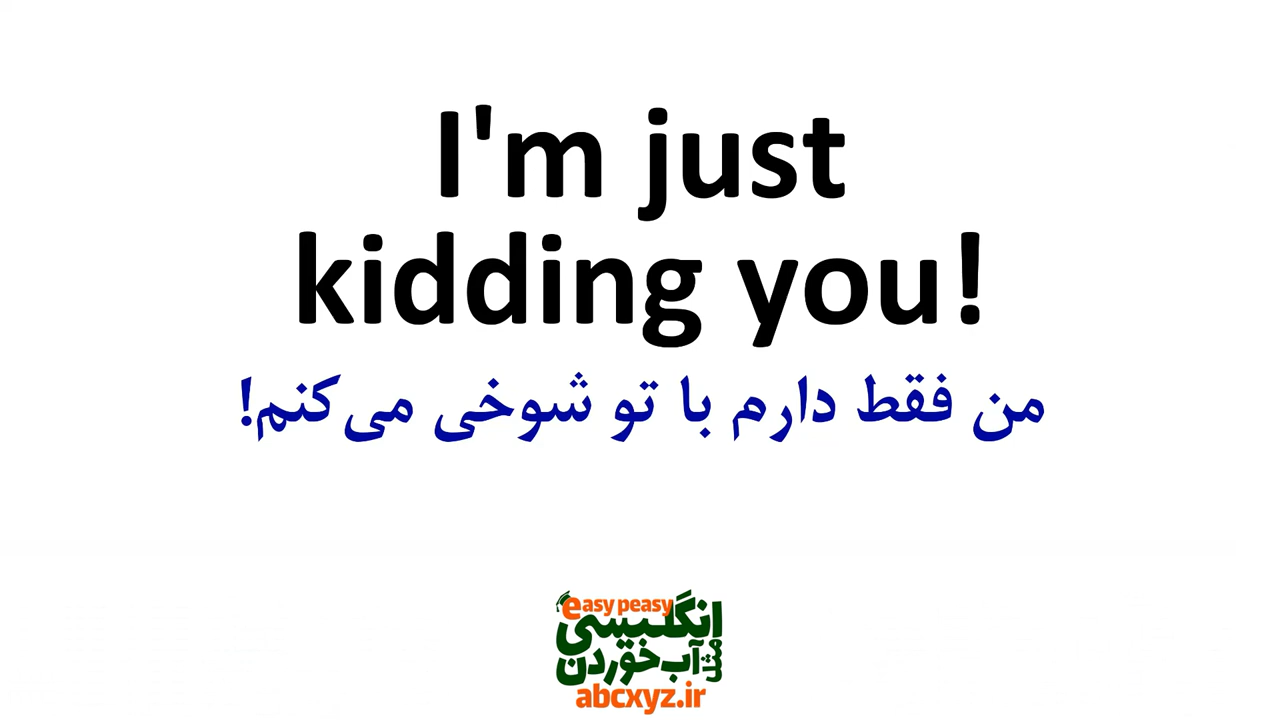 I'm just
kidding you!
من فقط دارم با تو شوخی می‌کنم!
easy peasy
انگلیسی
مثل
آب خوردن
abcxyz.ir